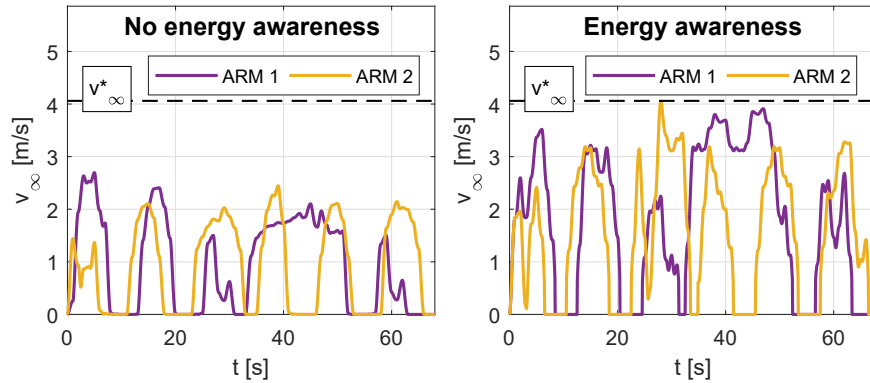 No energy awareness
5
v*∞
ARM 1 ARM 2
4
3
2
1
0
v∞ [m/s]
0 20 40 60
t [s]
Energy awareness
5
v*∞
ARM 1 ARM 2
4
3
2
1
0
v∞ [m/s]
0 20 40 60
t [s]